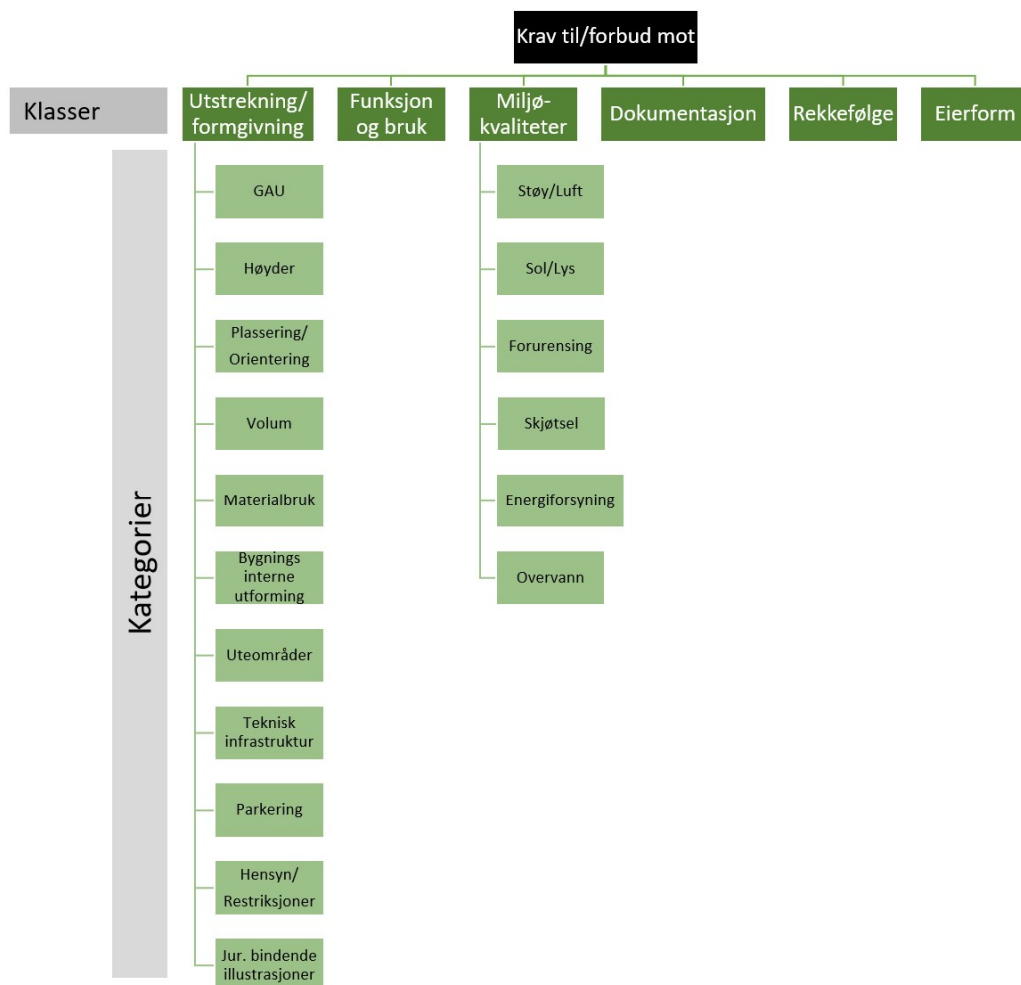 Krav til/forbud mot
Klasser
Utstrekning/
formgivning
Funksjon
og bruk
Miljø-
kvaliteter
Dokumentasjon
Rekkefølge
Eierform
Kategorier
GAU
Høyder
Plassering/
Orientering
Volum
Materialbruk
Bygnings
interne
utforming
Uteområder
Teknisk
infrastruktur
Parkering
Hensyn/
Restriksjoner
Jur. bindende
illustrasjoner
Støy/Luft
Sol/Lys
Forurensing
Skjøtsel
Energiforsyning
Overvann